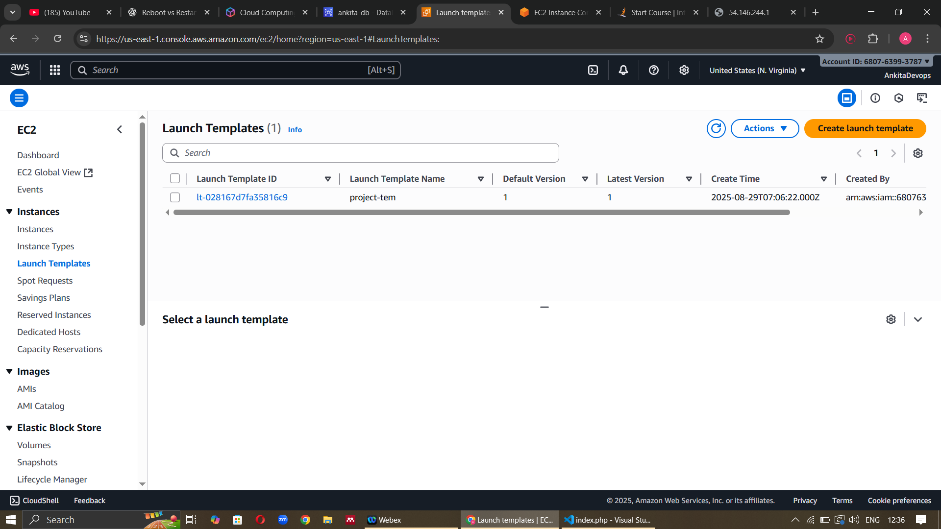 (185) YouTube
Reboot vs Resta
Cloud Computin
ankita_db - Data
Launch template
EC2 Instance Co
Start Course | In
54.146.244.1
https://us-east-1.console.aws.amazon.com/ec2/home?region=us-east-1#LaunchTemplates:
A
aws
Search
[Alt+S]
United States (N. Virginia)
Account ID: 6807-6399-3787
AnkitaDevops
EC2
Dashboard
EC2 Global View
Events
Instances
Instances
Instance Types
Launch Templates
Spot Requests
Savings Plans
Reserved Instances
Dedicated Hosts
Capacity Reservations
Images
AMIs
AMI Catalog
Elastic Block Store
Volumes
Snapshots
Lifecycle Manager
Launch Templates (1) Info
Actions
Create launch template
Search
1
Launch Template ID Launch Template Name Default Version Latest Version Create Time Created By
lt-028167d7fa35816c9 project-tem 1 1 2025-08-29T07:06:22.000Z arn:aws:iam::680763
Select a launch template
CloudShell Feedback © 2025, Amazon Web Services, Inc. or its affiliates. Privacy Terms Cookie preferences
Search
Webex
Launch templates | EC...
index.php - Visual Stu...
ENG 12:36